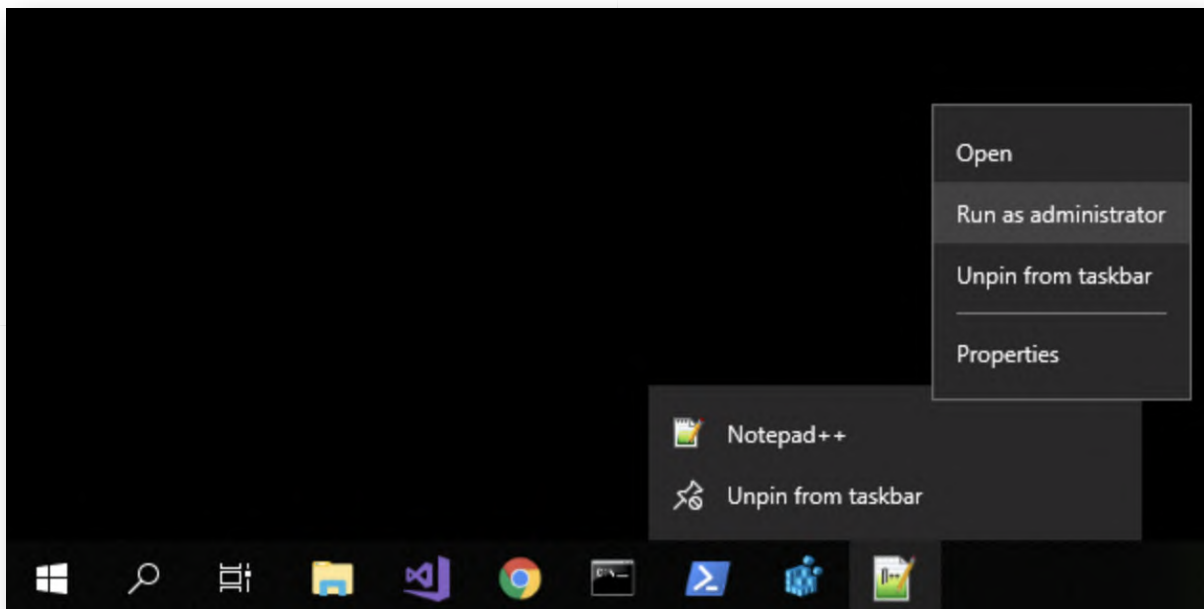 Open
Run as administrator
Unpin from taskbar
Properties
Notepad++
Unpin from taskbar